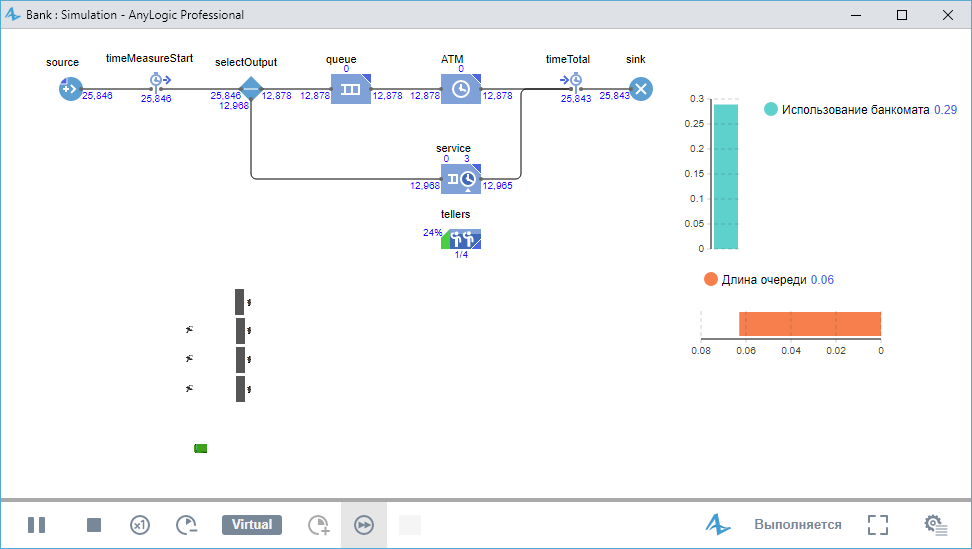 Bank : Simulation - AnyLogic Professional
source
timeMeasureStart
selectOutput
queue
ATM
timeTotal
sink
0
0
25,846
25,846
25,846
12,968
12,878
12,878
12,878
12,878
12,878
25,843
25,843
service
0 3
12,968
12,965
tellers
24%
1/4
0.3
0.25
0.2
0.15
0.1
0.05
0
Использование банкомата 0.29
Длина очереди 0.06
0.08
0.06
0.04
0.02
0
x1
Virtual
Выполняется